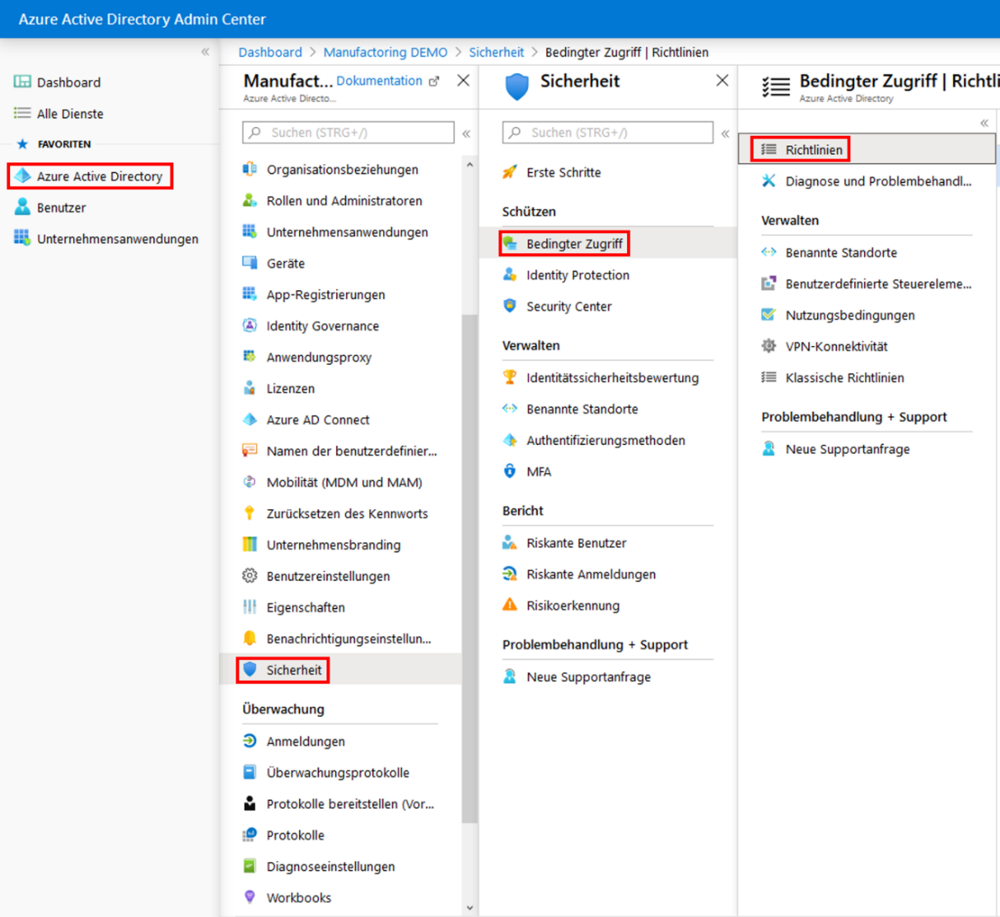 Azure Active Directory Admin Center
Dashboard > Manufactoring DEMO > Sicherheit > Bedingter Zugriff | Richtlinien
Dashboard
Alle Dienste
FAVORITEN
Azure Active Directory
Benutzer
Unternehmensanwendungen
Manufact... Dokumentation
Azure Active Directo...
Suchen (STRG+/)
Organisationsbeziehungen
Rollen und Administratoren
Unternehmensanwendungen
Geräte
App-Registrierungen
Identity Governance
Anwendungsproxy
Lizenzen
Azure AD Connect
Namen der benutzerdefinier...
Mobilität (MDM und MAM)
Zurücksetzen des Kennworts
Unternehmensbranding
Benutzereinstellungen
Eigenschaften
Benachrichtigungseinstellun...
Sicherheit
Überwachung
Anmeldungen
Überwachungsprotokolle
Protokolle bereitstellen (Vor...
Protokolle
Diagnoseeinstellungen
Workbooks
Sicherheit
Suchen (STRG+/)
Erste Schritte
Schützen
Bedingter Zugriff
Identity Protection
Security Center
Verwalten
Identitätssicherheitsbewertung
Benannte Standorte
Authentifizierungsmethoden
MFA
Bericht
Riskante Benutzer
Riskante Anmeldungen
Risikoerkennung
Problembehandlung + Support
Neue Supportanfrage
Bedingter Zugriff | Richtli
Azure Active Directory
Richtlinien
Diagnose und Problembehandl...
Verwalten
Benannte Standorte
Benutzerdefinierte Steuereleme...
Nutzungsbedingungen
VPN-Konnektivität
Klassische Richtlinien
Problembehandlung + Support
Neue Supportanfrage